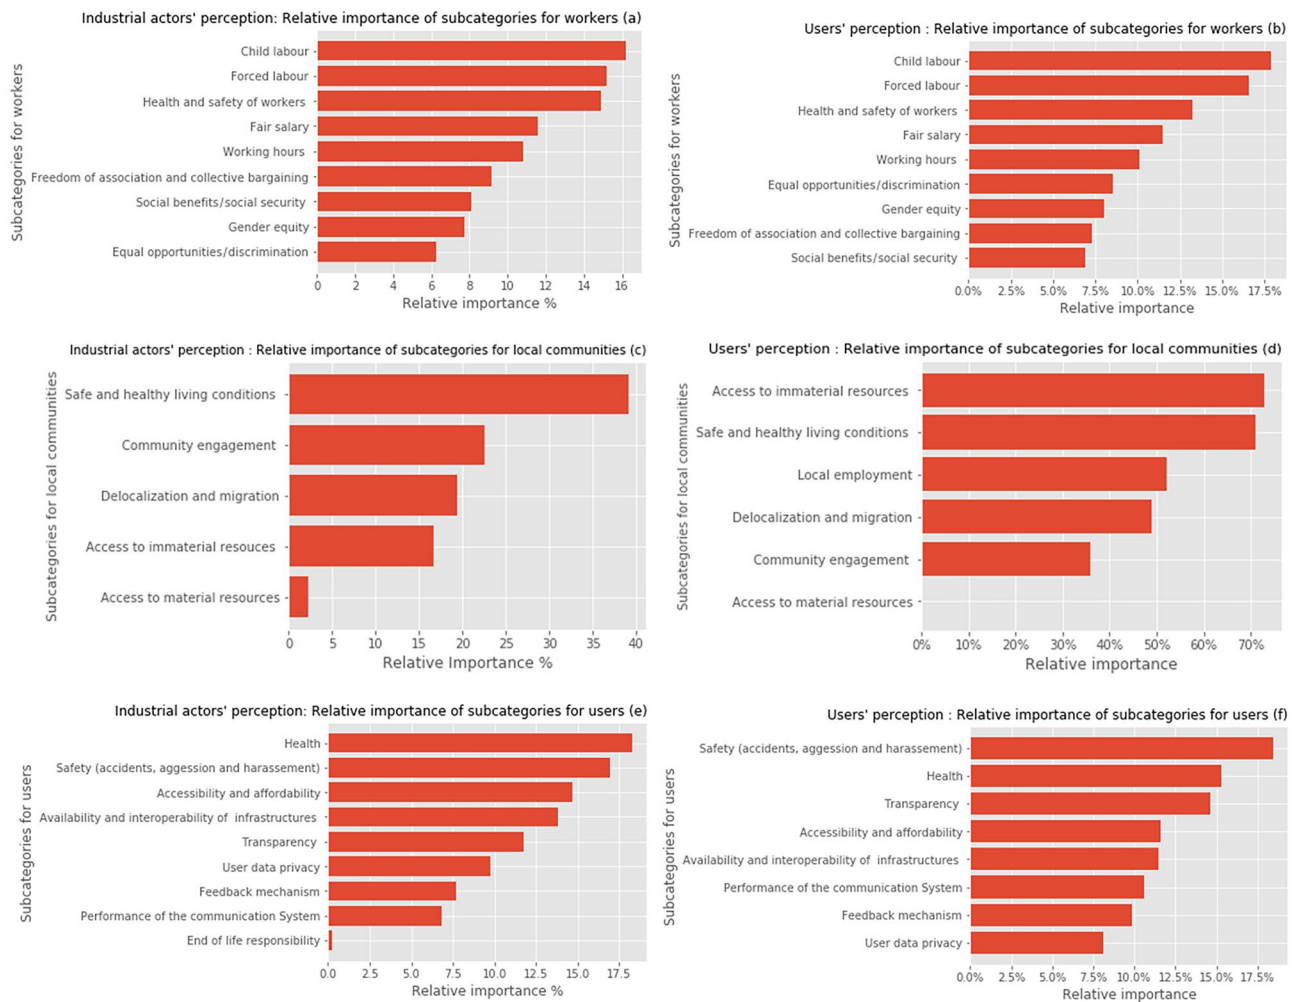 Industrial actors' perception: Relative importance of subcategories for workers (a)
Subcategories for workers
Child labour
Forced labour
Health and safety of workers
Fair salary
Working hours
Freedom of association and collective bargaining
Social benefits/social security
Gender equity
Equal opportunities/discrimination
0 2 4 6 8 10 12 14 16
Relative importance %
Users' perception : Relative importance of subcategories for workers (b)
Subcategories for workers
Child labour
Forced labour
Health and safety of workers
Fair salary
Working hours
Equal opportunities/discrimination
Gender equity
Freedom of association and collective bargaining
Social benefits/social security
0.0% 2.5% 5.0% 7.5% 10.0% 12.5% 15.0% 17.5%
Relative importance
Industrial actors' perception : Relative importance of subcategories for local communities (c)
Subcategories for local communities
Safe and healthy living conditions
Community engagement
Delocalization and migration
Access to immaterial resouces
Access to material resources
0 5 10 15 20 25 30 35 40
Relative Importance %
Users' perception : Relative importance of subcategories for local communities (d)
Subcategories for local communities
Access to immaterial resources
Safe and healthy living conditions
Local employment
Delocalization and migration
Community engagement
Access to material resources
0% 10% 20% 30% 40% 50% 60% 70%
Relative importance
Industrial actors' perception: Relative importance of subcategories for users (e)
Subcategories for users
Health
Safety (accidents, aggession and harassement)
Accessibility and affordability
Availability and interoperability of infrastructures
Transparency
User data privacy
Feedback mechanism
Performance of the communication System
End of life responsibility
0.0 2.5 5.0 7.5 10.0 12.5 15.0 17.5
Relative importance %
Users' perception : Relative importance of subcategories for users (f)
Subcategories for users
Safety (accidents, aggession and harassement)
Health
Transparency
Accessibility and affordability
Availability and interoperability of infrastructures
Performance of the communication System
Feedback mechanism
User data privacy
0.0% 2.5% 5.0% 7.5% 10.0% 12.5% 15.0% 17.5%
Relative importance